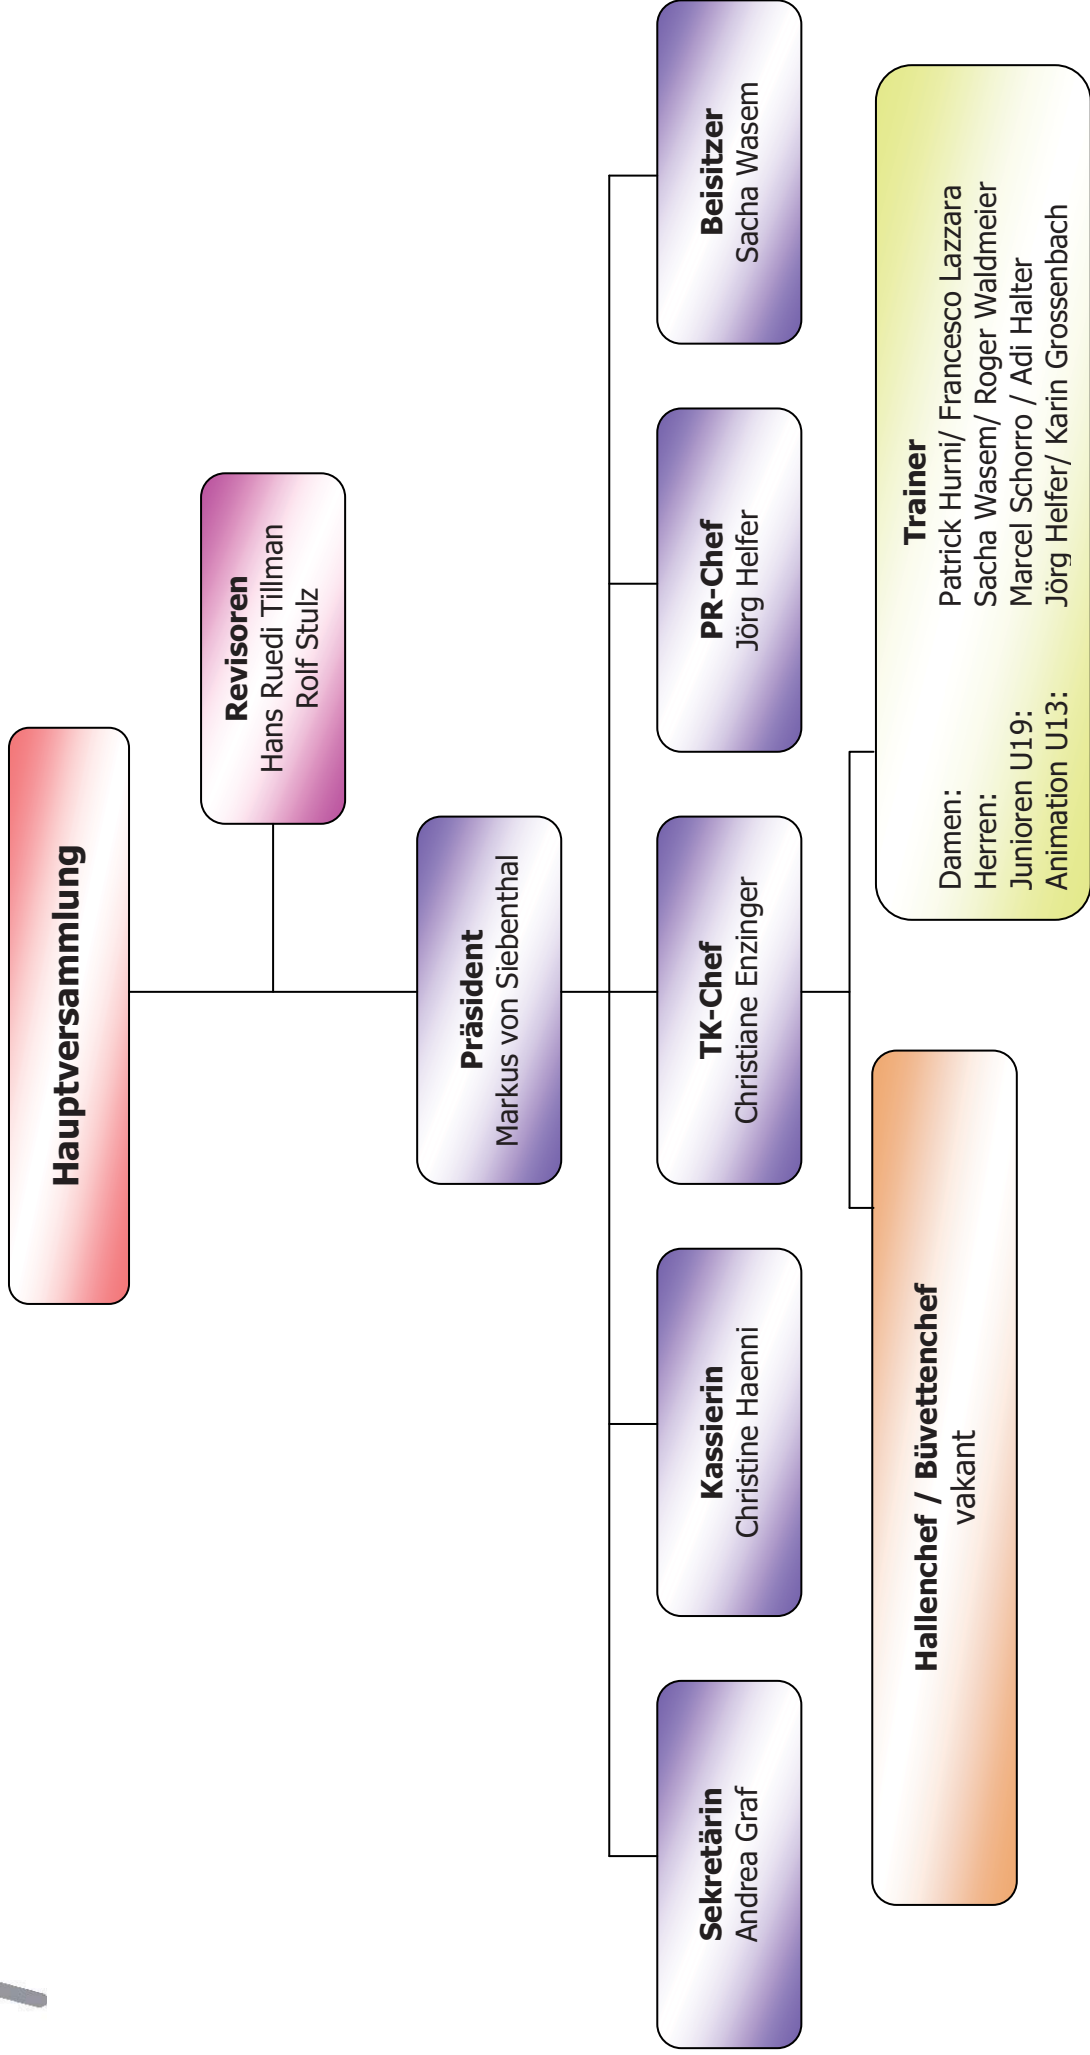 Hauptversammlung
Revisoren
Hans Ruedi Tillman
Rolf Stulz
Präsident
Markus von Siebenthal
Sekretärin
Andrea Graf
Kassierin
Christine Haenni
TK-Chef
Christiane Enzinger
PR-Chef
Jörg Helfer
Beisitzer
Sacha Wasem
Hallenchef / Büvettenchef
vakant
Trainer
Damen: Patrick Hurni/ Francesco Lazzara
Herren: Sacha Wasem/ Roger Waldmeier
Junioren U19: Marcel Schorro / Adi Halter
Animation U13: Jörg Helfer/ Karin Grossenbach